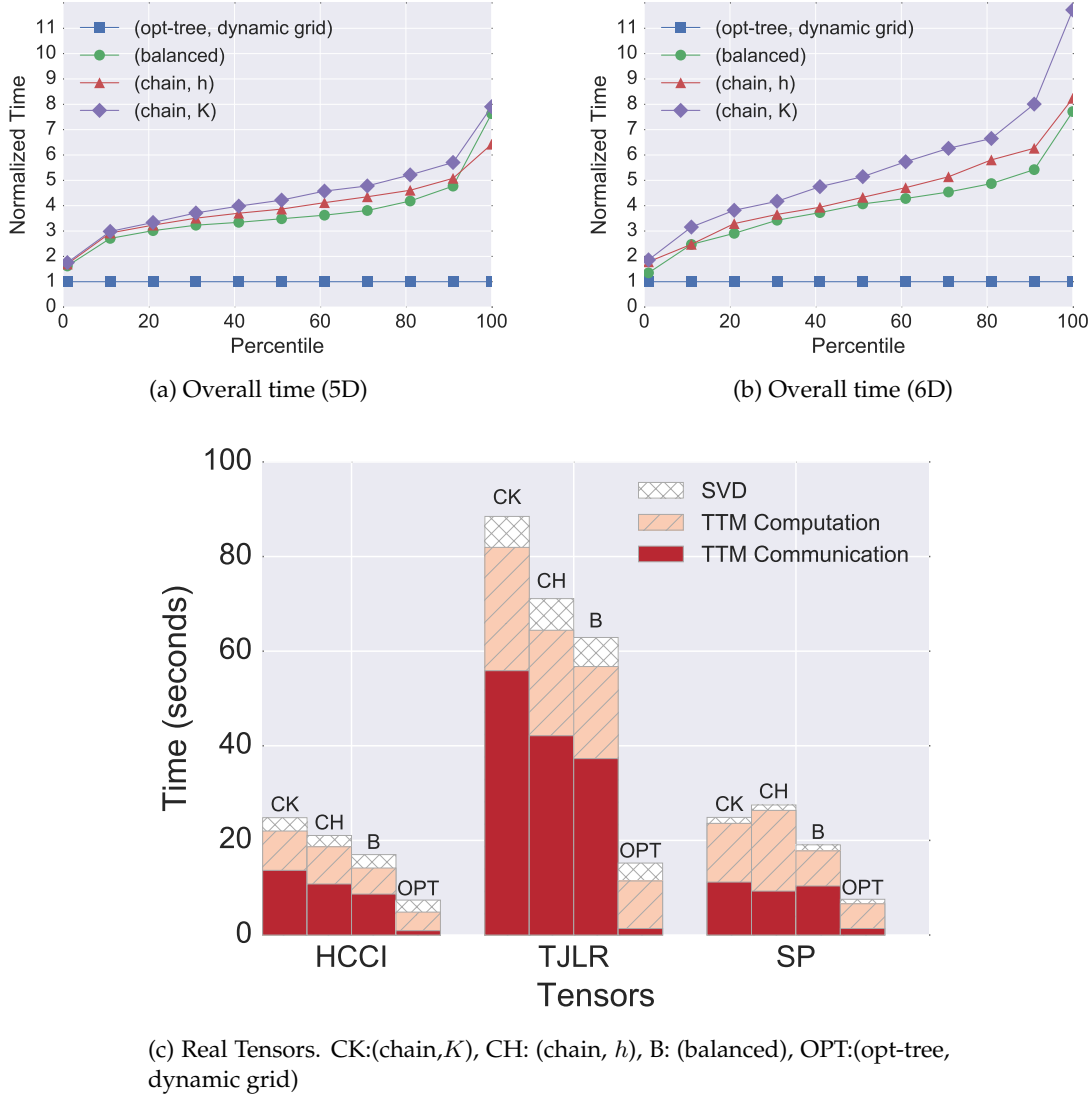 11
10
9
8
7
6
5
4
3
2
1
0
Normalized Time
(opt-tree, dynamic grid)
(balanced)
(chain, h)
(chain, K)
0 20 40 60 80 100
Percentile
(a) Overall time (5D)
11
10
9
8
7
6
5
4
3
2
1
0
Normalized Time
(opt-tree, dynamic grid)
(balanced)
(chain, h)
(chain, K)
0 20 40 60 80 100
Percentile
(b) Overall time (6D)
100
80
60
40
20
0
Time (seconds)
SVD
TTM Computation
TTM Communication
CK
CH
B
OPT
CK
CH
B
OPT
CK
CH
B
OPT
HCCI TJLR SP
Tensors
(c) Real Tensors. CK:(chain,K), CH: (chain, h), B: (balanced), OPT:(opt-tree,
dynamic grid)